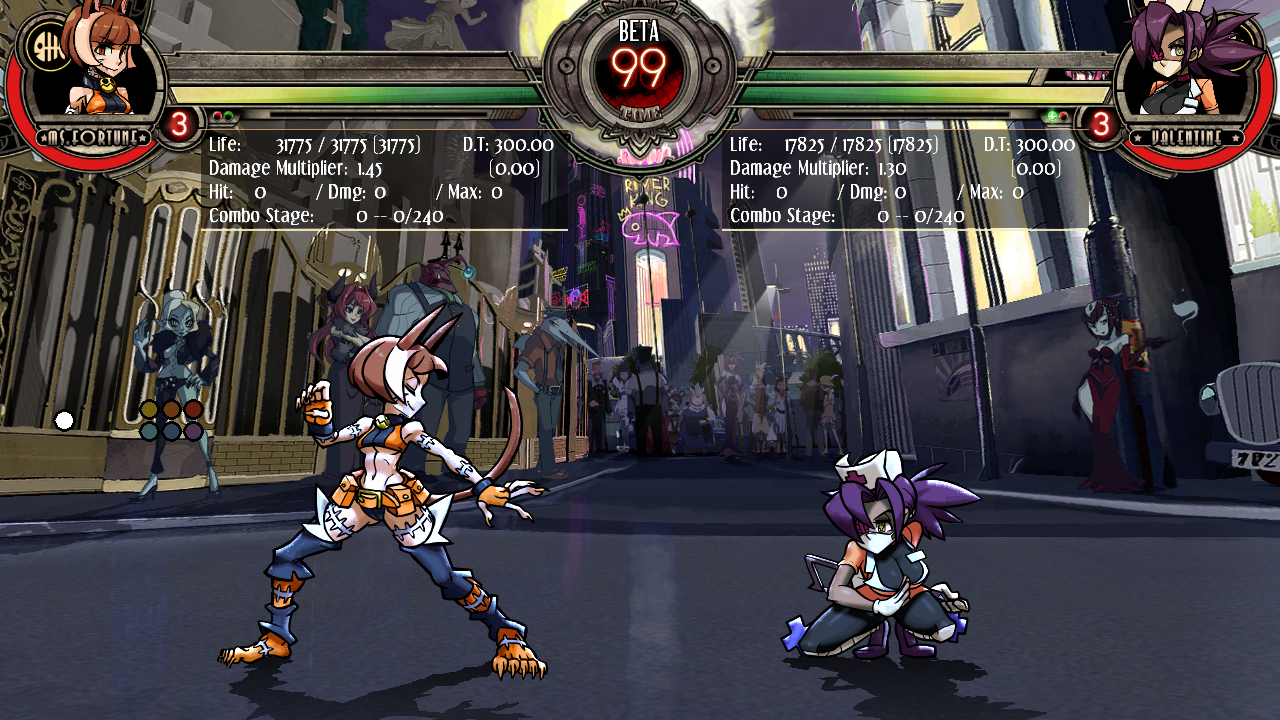 BETA
99
TIME
MS.FORTUNE
3
3
VALENTINE
Life: 31775 / 31775 [31775] D.T: 300.00
Damage Multiplier: 1.45 [0.00]
Hit: 0 / Dmg: 0 / Max: 0
Combo Stage: 0 -- 0/240
Life: 17825 / 17825 [17825] D.T: 300.00
Damage Multiplier: 1.30 [0.00]
Hit: 0 / Dmg: 0 / Max: 0
Combo Stage: 0 -- 0/240
RIVER
KING